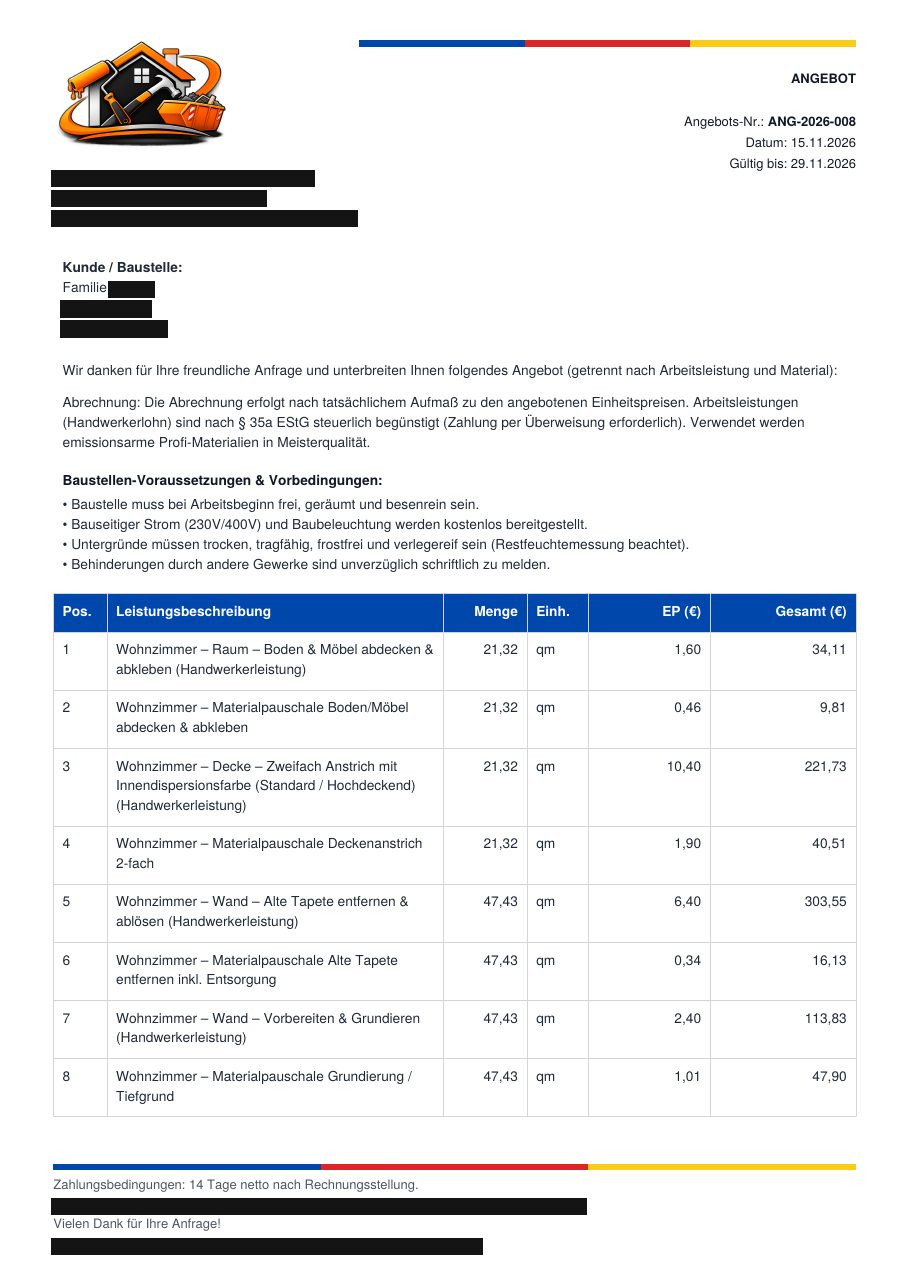 ANGEBOT
Angebots-Nr.: ANG-2026-008
Datum: 15.11.2026
Gültig bis: 29.11.2026
Kunde / Baustelle:
Familie
Wir danken für Ihre freundliche Anfrage und unterbreiten Ihnen folgendes Angebot (getrennt nach Arbeitsleistung und Material):
Abrechnung: Die Abrechnung erfolgt nach tatsächlichem Aufmaß zu den angebotenen Einheitspreisen. Arbeitsleistungen
(Handwerkerlohn) sind nach § 35a EStG steuerlich begünstigt (Zahlung per Überweisung erforderlich). Verwendet werden
emissionsarme Profi-Materialien in Meisterqualität.
Baustellen-Voraussetzungen & Vorbedingungen:
• Baustelle muss bei Arbeitsbeginn frei, geräumt und besenrein sein.
• Bauseitiger Strom (230V/400V) und Baubeleuchtung werden kostenlos bereitgestellt.
• Untergründe müssen trocken, tragfähig, frostfrei und verlegereif sein (Restfeuchtemessung beachtet).
• Behinderungen durch andere Gewerke sind unverzüglich schriftlich zu melden.
Pos. Leistungsbeschreibung Menge Einh. EP (€) Gesamt (€)
1 Wohnzimmer – Raum – Boden & Möbel abdecken & 21,32 qm 1,60 34,11
abkleben (Handwerkerleistung)
2 Wohnzimmer – Materialpauschale Boden/Möbel 21,32 qm 0,46 9,81
abdecken & abkleben
3 Wohnzimmer – Decke – Zweifach Anstrich mit 21,32 qm 10,40 221,73
Innendispersionsfarbe (Standard / Hochdeckend)
(Handwerkerleistung)
4 Wohnzimmer – Materialpauschale Deckenanstrich 21,32 qm 1,90 40,51
2-fach
5 Wohnzimmer – Wand – Alte Tapete entfernen & 47,43 qm 6,40 303,55
ablösen (Handwerkerleistung)
6 Wohnzimmer – Materialpauschale Alte Tapete 47,43 qm 0,34 16,13
entfernen inkl. Entsorgung
7 Wohnzimmer – Wand – Vorbereiten & Grundieren 47,43 qm 2,40 113,83
(Handwerkerleistung)
8 Wohnzimmer – Materialpauschale Grundierung / 47,43 qm 1,01 47,90
Tiefgrund
Zahlungsbedingungen: 14 Tage netto nach Rechnungsstellung.
Vielen Dank für Ihre Anfrage!